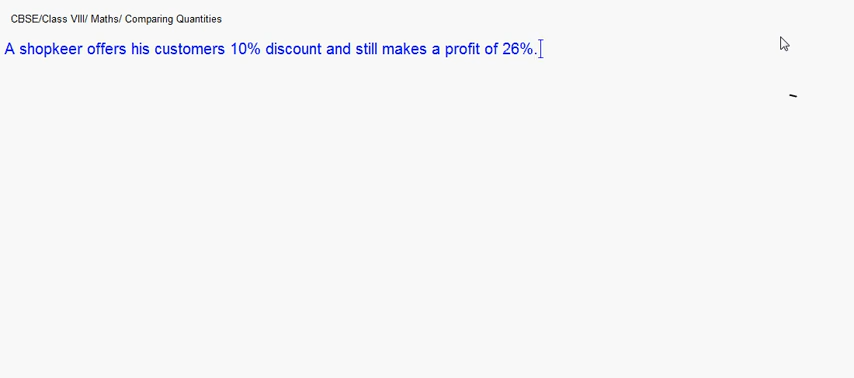 CBSE/Class VIII/ Maths/ Comparing Quantities
A shopkeer offers his customers 10% discount and still makes a profit of 26%.